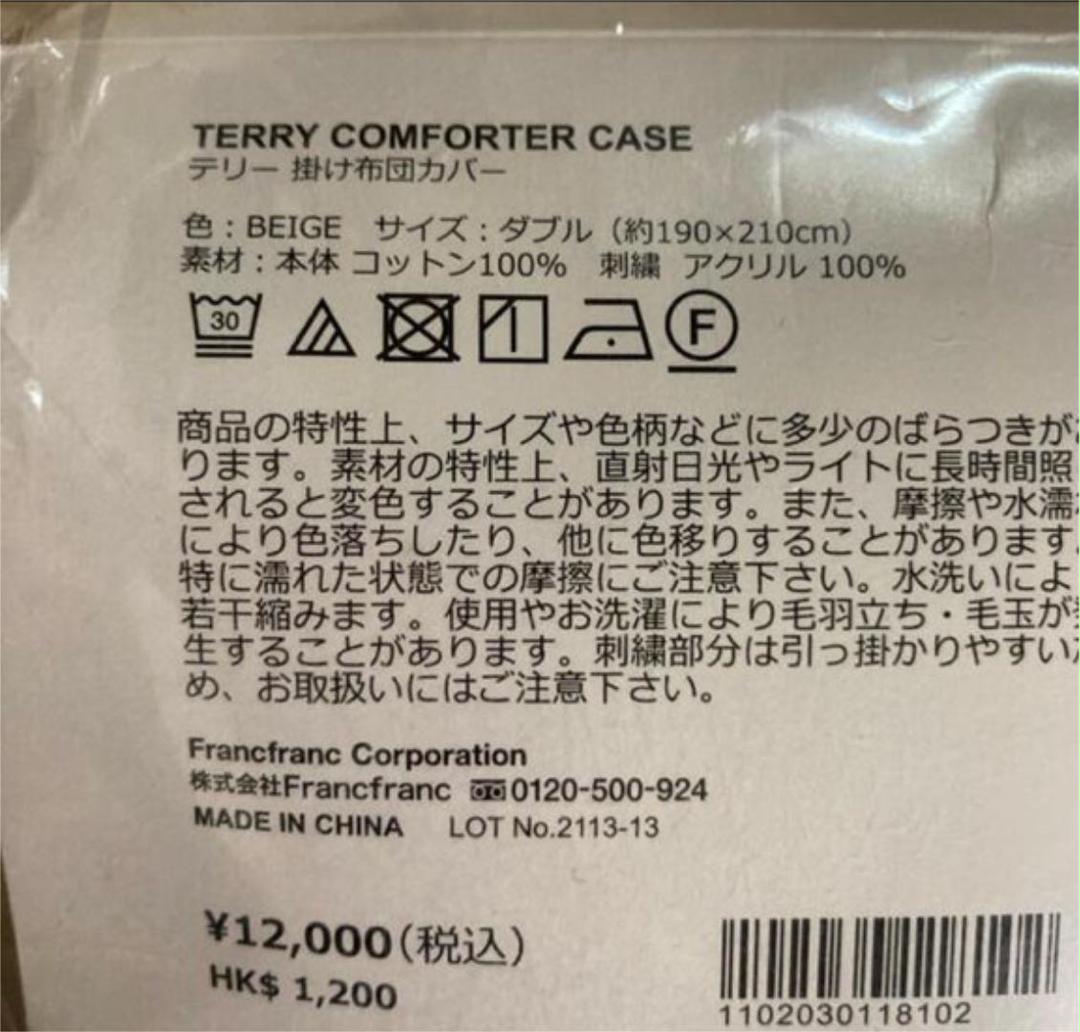 TERRY COMFORTER CASE
テリー 掛け布団カバー
色：BEIGE　サイズ：ダブル（約190×210cm）
素材：本体 コットン100%　刺繍　アクリル 100%
30
F
商品の特性上、サイズや色柄などに多少のばらつきが
ります。素材の特性上、直射日光やライトに長時間照
されると変色することがあります。また、摩擦や水濡
により色落ちしたり、他に色移りすることがあります
特に濡れた状態での摩擦にご注意下さい。水洗いによ
若干縮みます。使用やお洗濯により毛羽立ち・毛玉が
生することがあります。刺繍部分は引っ掛かりやすい
め、お取扱いにはご注意下さい。
Francfranc Corporation
株式会社Francfranc 0120-500-924
MADE IN CHINA　LOT No.2113-13
¥12,000（税込）
HK$ 1,200
1102030118102